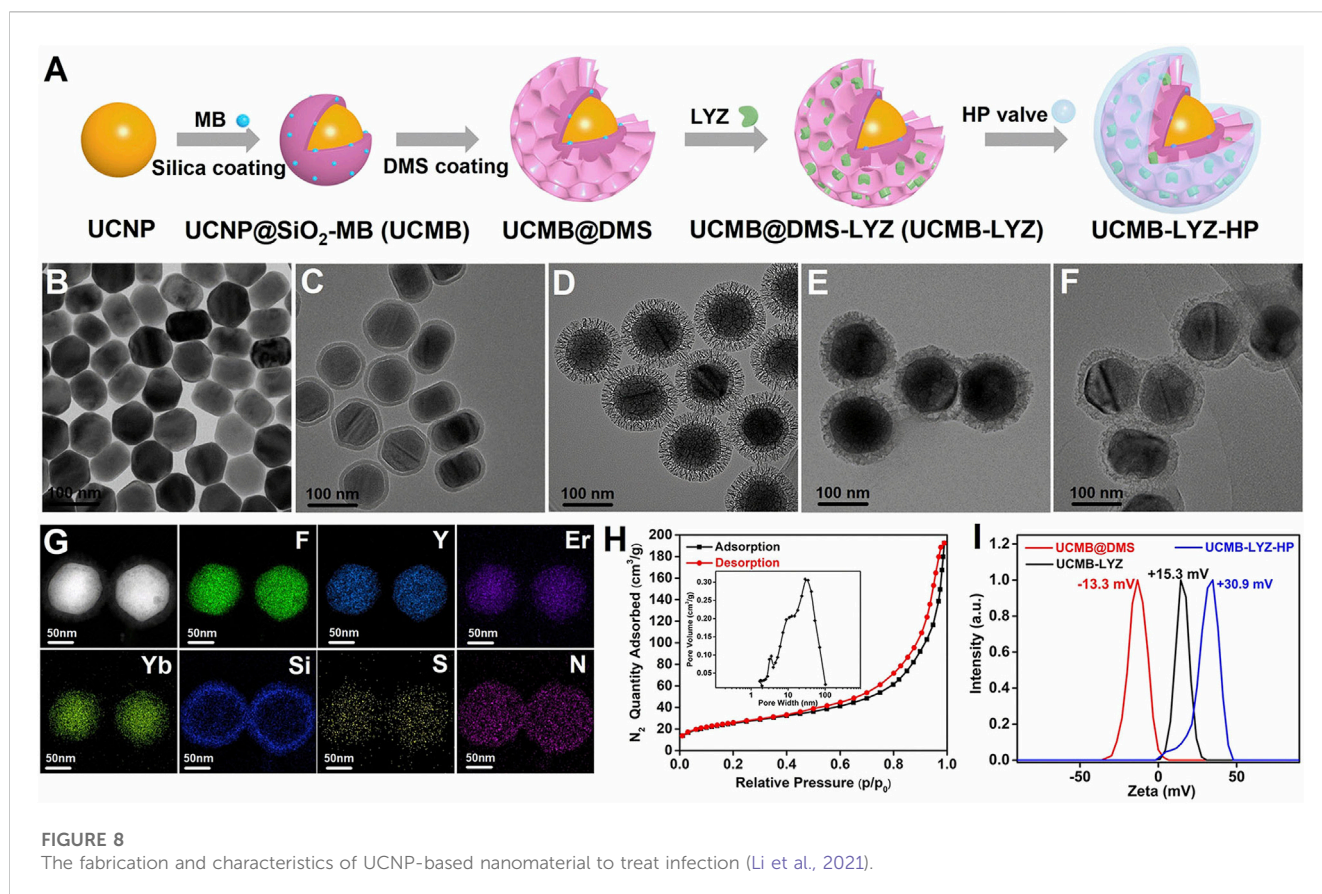 A
MB
LYZ
HP valve
Silica coating
DMS coating
UCNP
UCNP@SiO₂-MB (UCMB)
UCMB@DMS
UCMB@DMS-LYZ (UCMB-LYZ)
UCMB-LYZ-HP
B
100 nm
C
100 nm
D
100 nm
E
100 nm
F
100 nm
G
50nm
F
50nm
Y
50nm
Er
50nm
Yb
50nm
Si
50nm
S
50nm
N
50nm
H
N₂ Quantity Adsorbed (cm³/g)
200
180
160
140
120
100
80
60
40
20
0
Adsorption
Desorption
Pore Volume (cm³/g)
0.30
0.25
0.20
0.15
0.10
0.05
1 10 100
Pore Width (nm)
0.0 0.2 0.4 0.6 0.8 1.0
Relative Pressure (p/p₀)
I
Intensity (a.u.)
1.0
0.8
0.6
0.4
0.2
0.0
UCMB@DMS
UCMB-LYZ
UCMB-LYZ-HP
-13.3 mV
+15.3 mV
+30.9 mV
-50 0 50
Zeta (mV)
FIGURE 8
The fabrication and characteristics of UCNP-based nanomaterial to treat infection (Li et al., 2021).